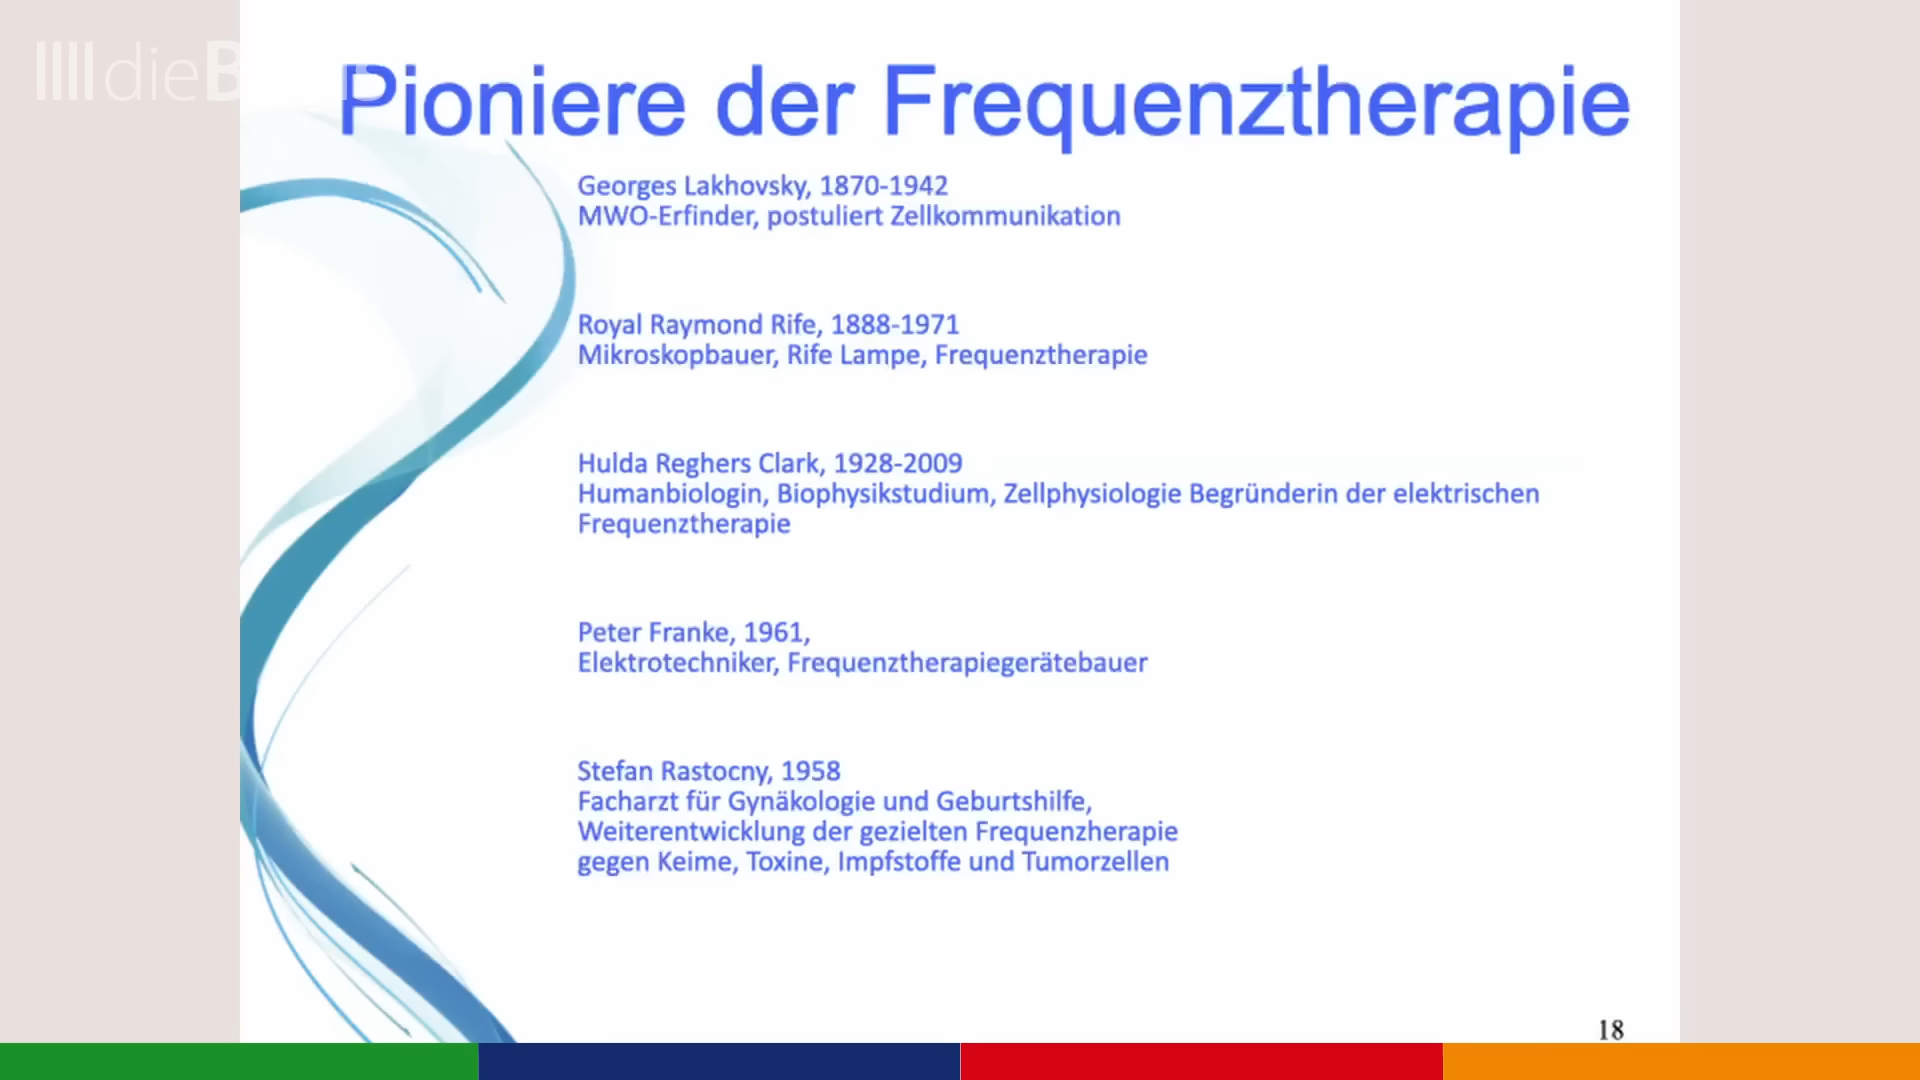 dieBasis
Pioniere der Frequenztherapie
Georges Lakhovsky, 1870-1942
MWO-Erfinder, postuliert Zellkommunikation
Royal Raymond Rife, 1888-1971
Mikroskopbauer, Rife Lampe, Frequenztherapie
Hulda Reghers Clark, 1928-2009
Humanbiologin, Biophysikstudium, Zellphysiologie Begründerin der elektrischen
Frequenztherapie
Peter Franke, 1961,
Elektrotechniker, Frequenztherapiegerätebauer
Stefan Rastocny, 1958
Facharzt für Gynäkologie und Geburtshilfe,
Weiterentwicklung der gezielten Frequenzherapie
gegen Keime, Toxine, Impfstoffe und Tumorzellen
18